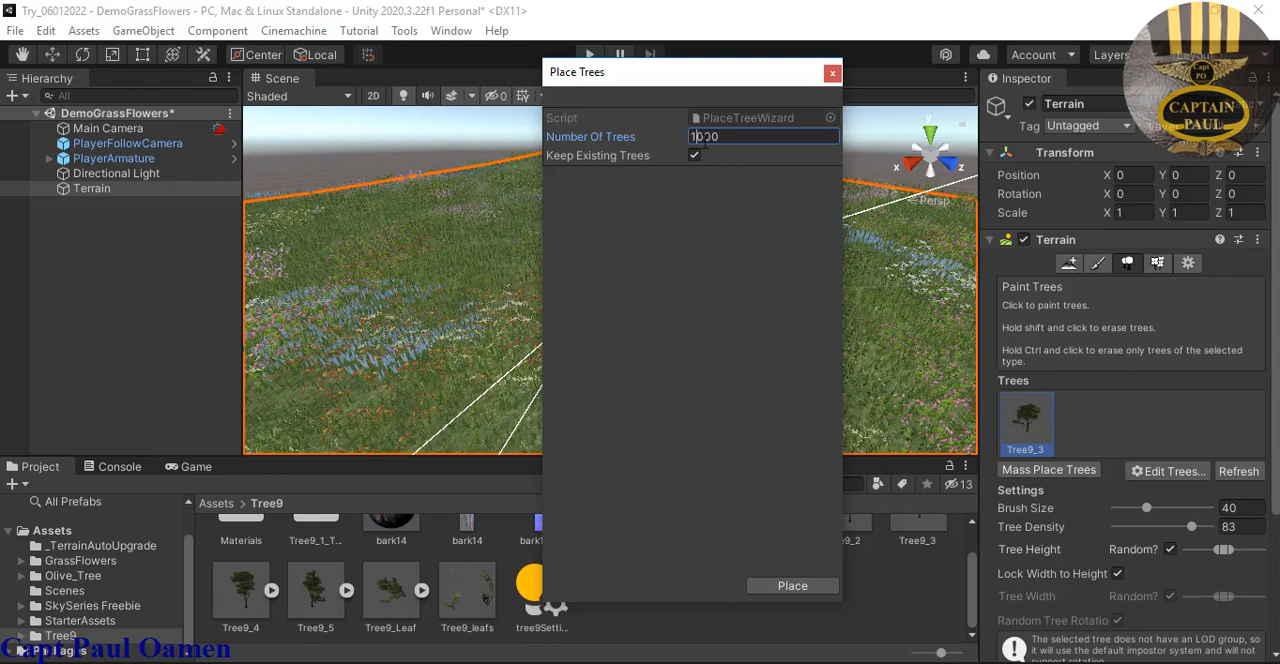 Try_06012022 - DemoGrassFlowers - PC, Mac & Linux Standalone - Unity 2020.3.22f1 Personal* <DX11>
File Edit Assets GameObject Component Cinemachine Tutorial Tools Window Help
Center Local Account Layers
Hierarchy
All
DemoGrassFlowers*
Main Camera
PlayerFollowCamera
PlayerArmature
Directional Light
Terrain
Scene
Shaded 2D 0
y
x z
Persp
Place Trees
Script PlaceTreeWizard
Number Of Trees 1000
Keep Existing Trees
Place
Inspector
Terrain
Tag Untagged
Capt
PO
CAPTAIN
PAUL
Transform
Position X 0 Y 0 Z 0
Rotation X 0 Y 0 Z 0
Scale X 1 Y 1 Z 1
Terrain
Paint Trees
Click to paint trees.
Hold shift and click to erase trees.
Hold Ctrl and click to erase only trees of the selected
type.
Trees
Tree9_3
Mass Place Trees Edit Trees... Refresh
Settings
Brush Size 40
Tree Density 83
Tree Height Random?
Lock Width to Height
Tree Width Random?
Random Tree Rotatio
The selected tree does not have an LOD group, so
it will use the default impostor system and will not
support rotation.
Project Console Game
13
All Prefabs
Assets
_TerrainAutoUpgrade
GrassFlowers
Olive_Tree
Scenes
SkySeries Freebie
StarterAssets
Tree9
Packages
Assets > Tree9
Materials Tree9_1_T... bark14 bark14 Tree9_3
Tree9_4 Tree9_5 Tree9_Leaf Tree9_leafs tree9Setti...
Capt Paul Oamen